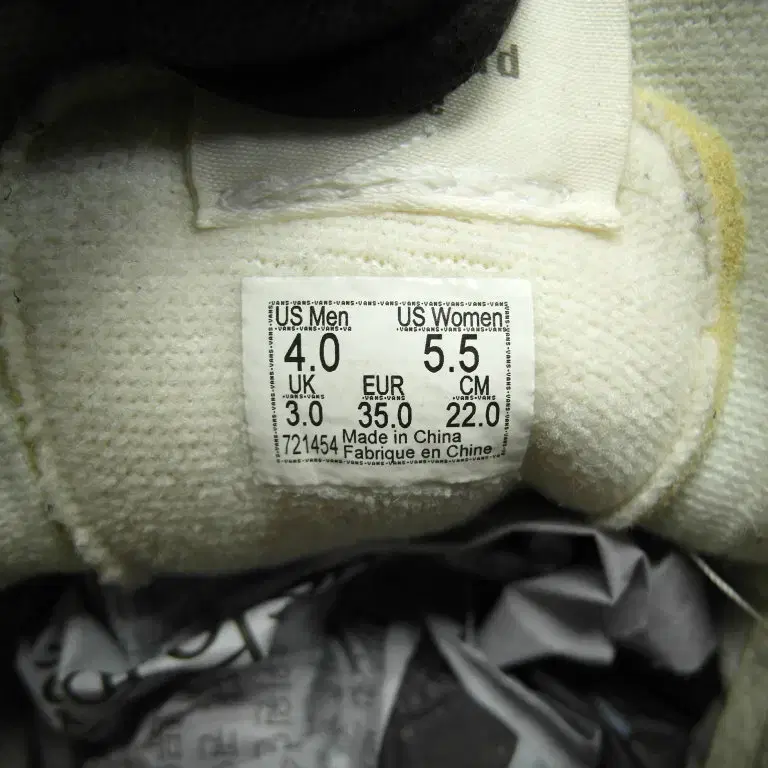 US Men US Women
4.0 5.5
UK EUR CM
3.0 35.0 22.0
721454 Made in China
Fabrique en Chine